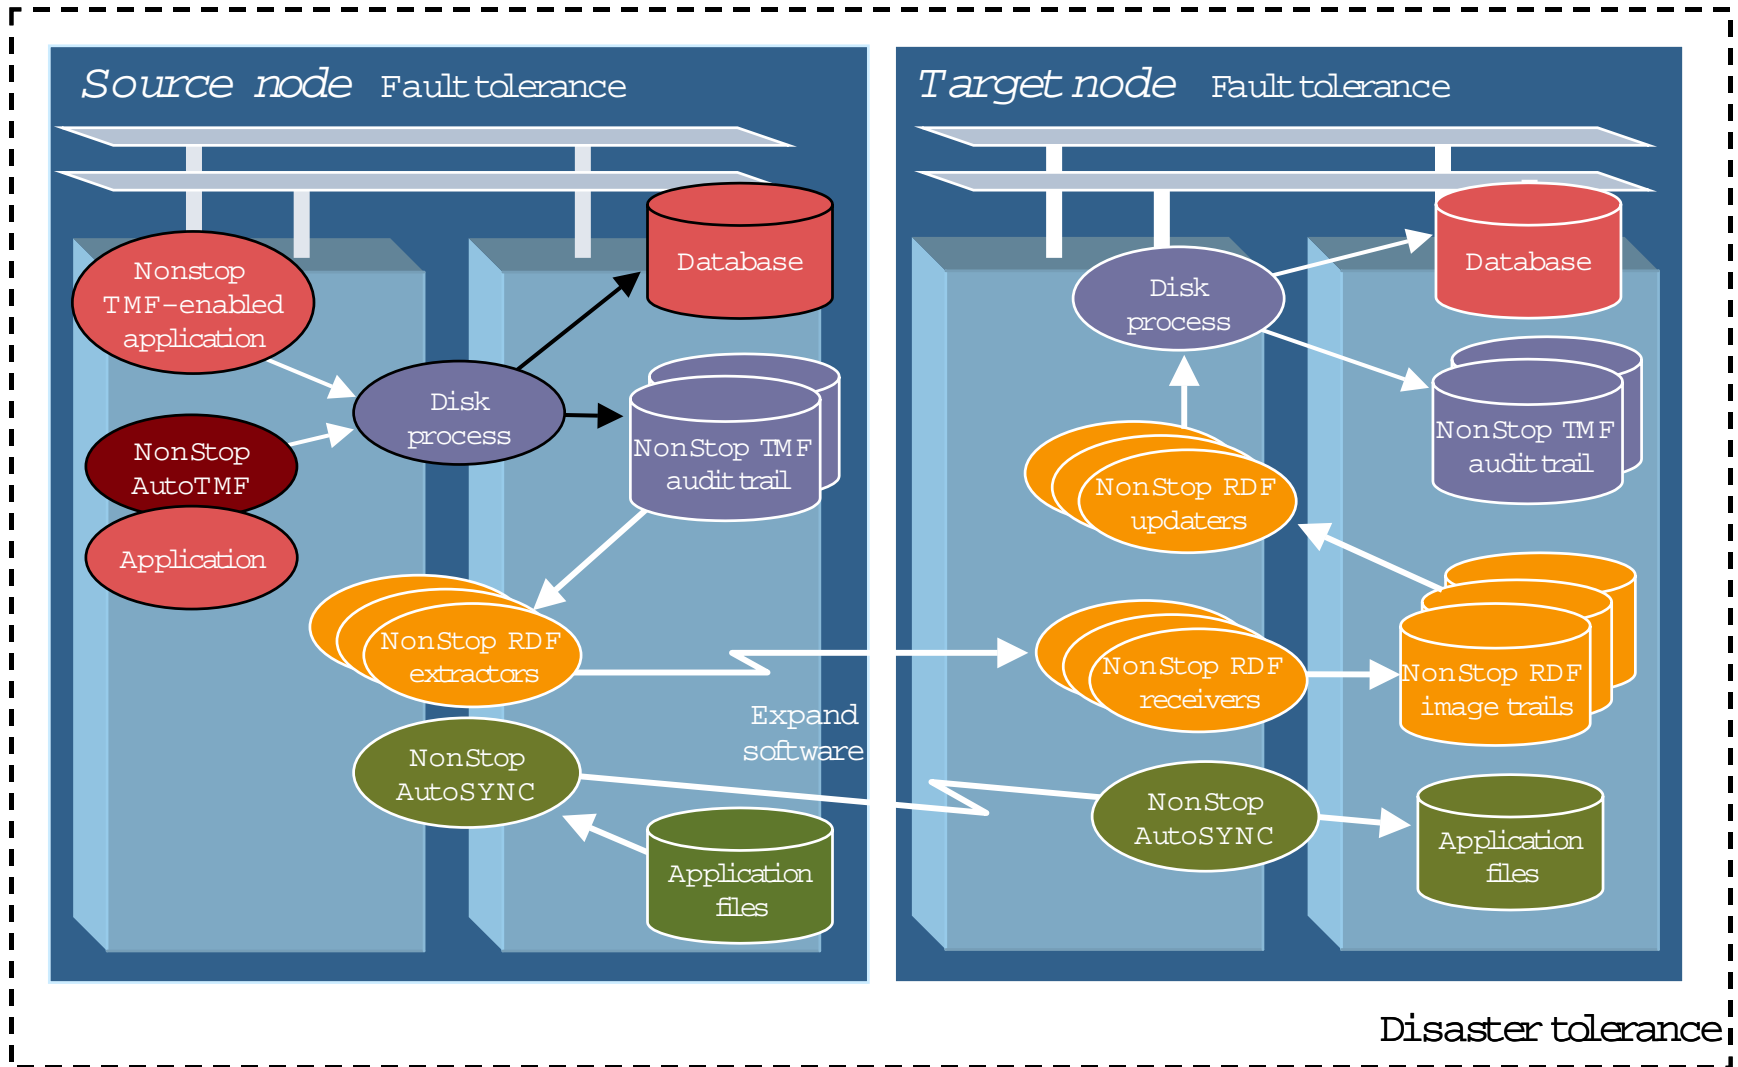 Source node Fault tolerance
Nonstop
TMF-enabled
application
NonStop
AutoTMF
Application
Disk
process
Database
NonStop TMF
audit trail
NonStop RDF
extractors
NonStop
AutoSYNC
Application
files
Expand
software
Target node Fault tolerance
Disk
process
Database
NonStop TMF
audit trail
NonStop RDF
updaters
NonStop RDF
receivers
NonStop RDF
image trails
NonStop
AutoSYNC
Application
files
Disaster tolerance